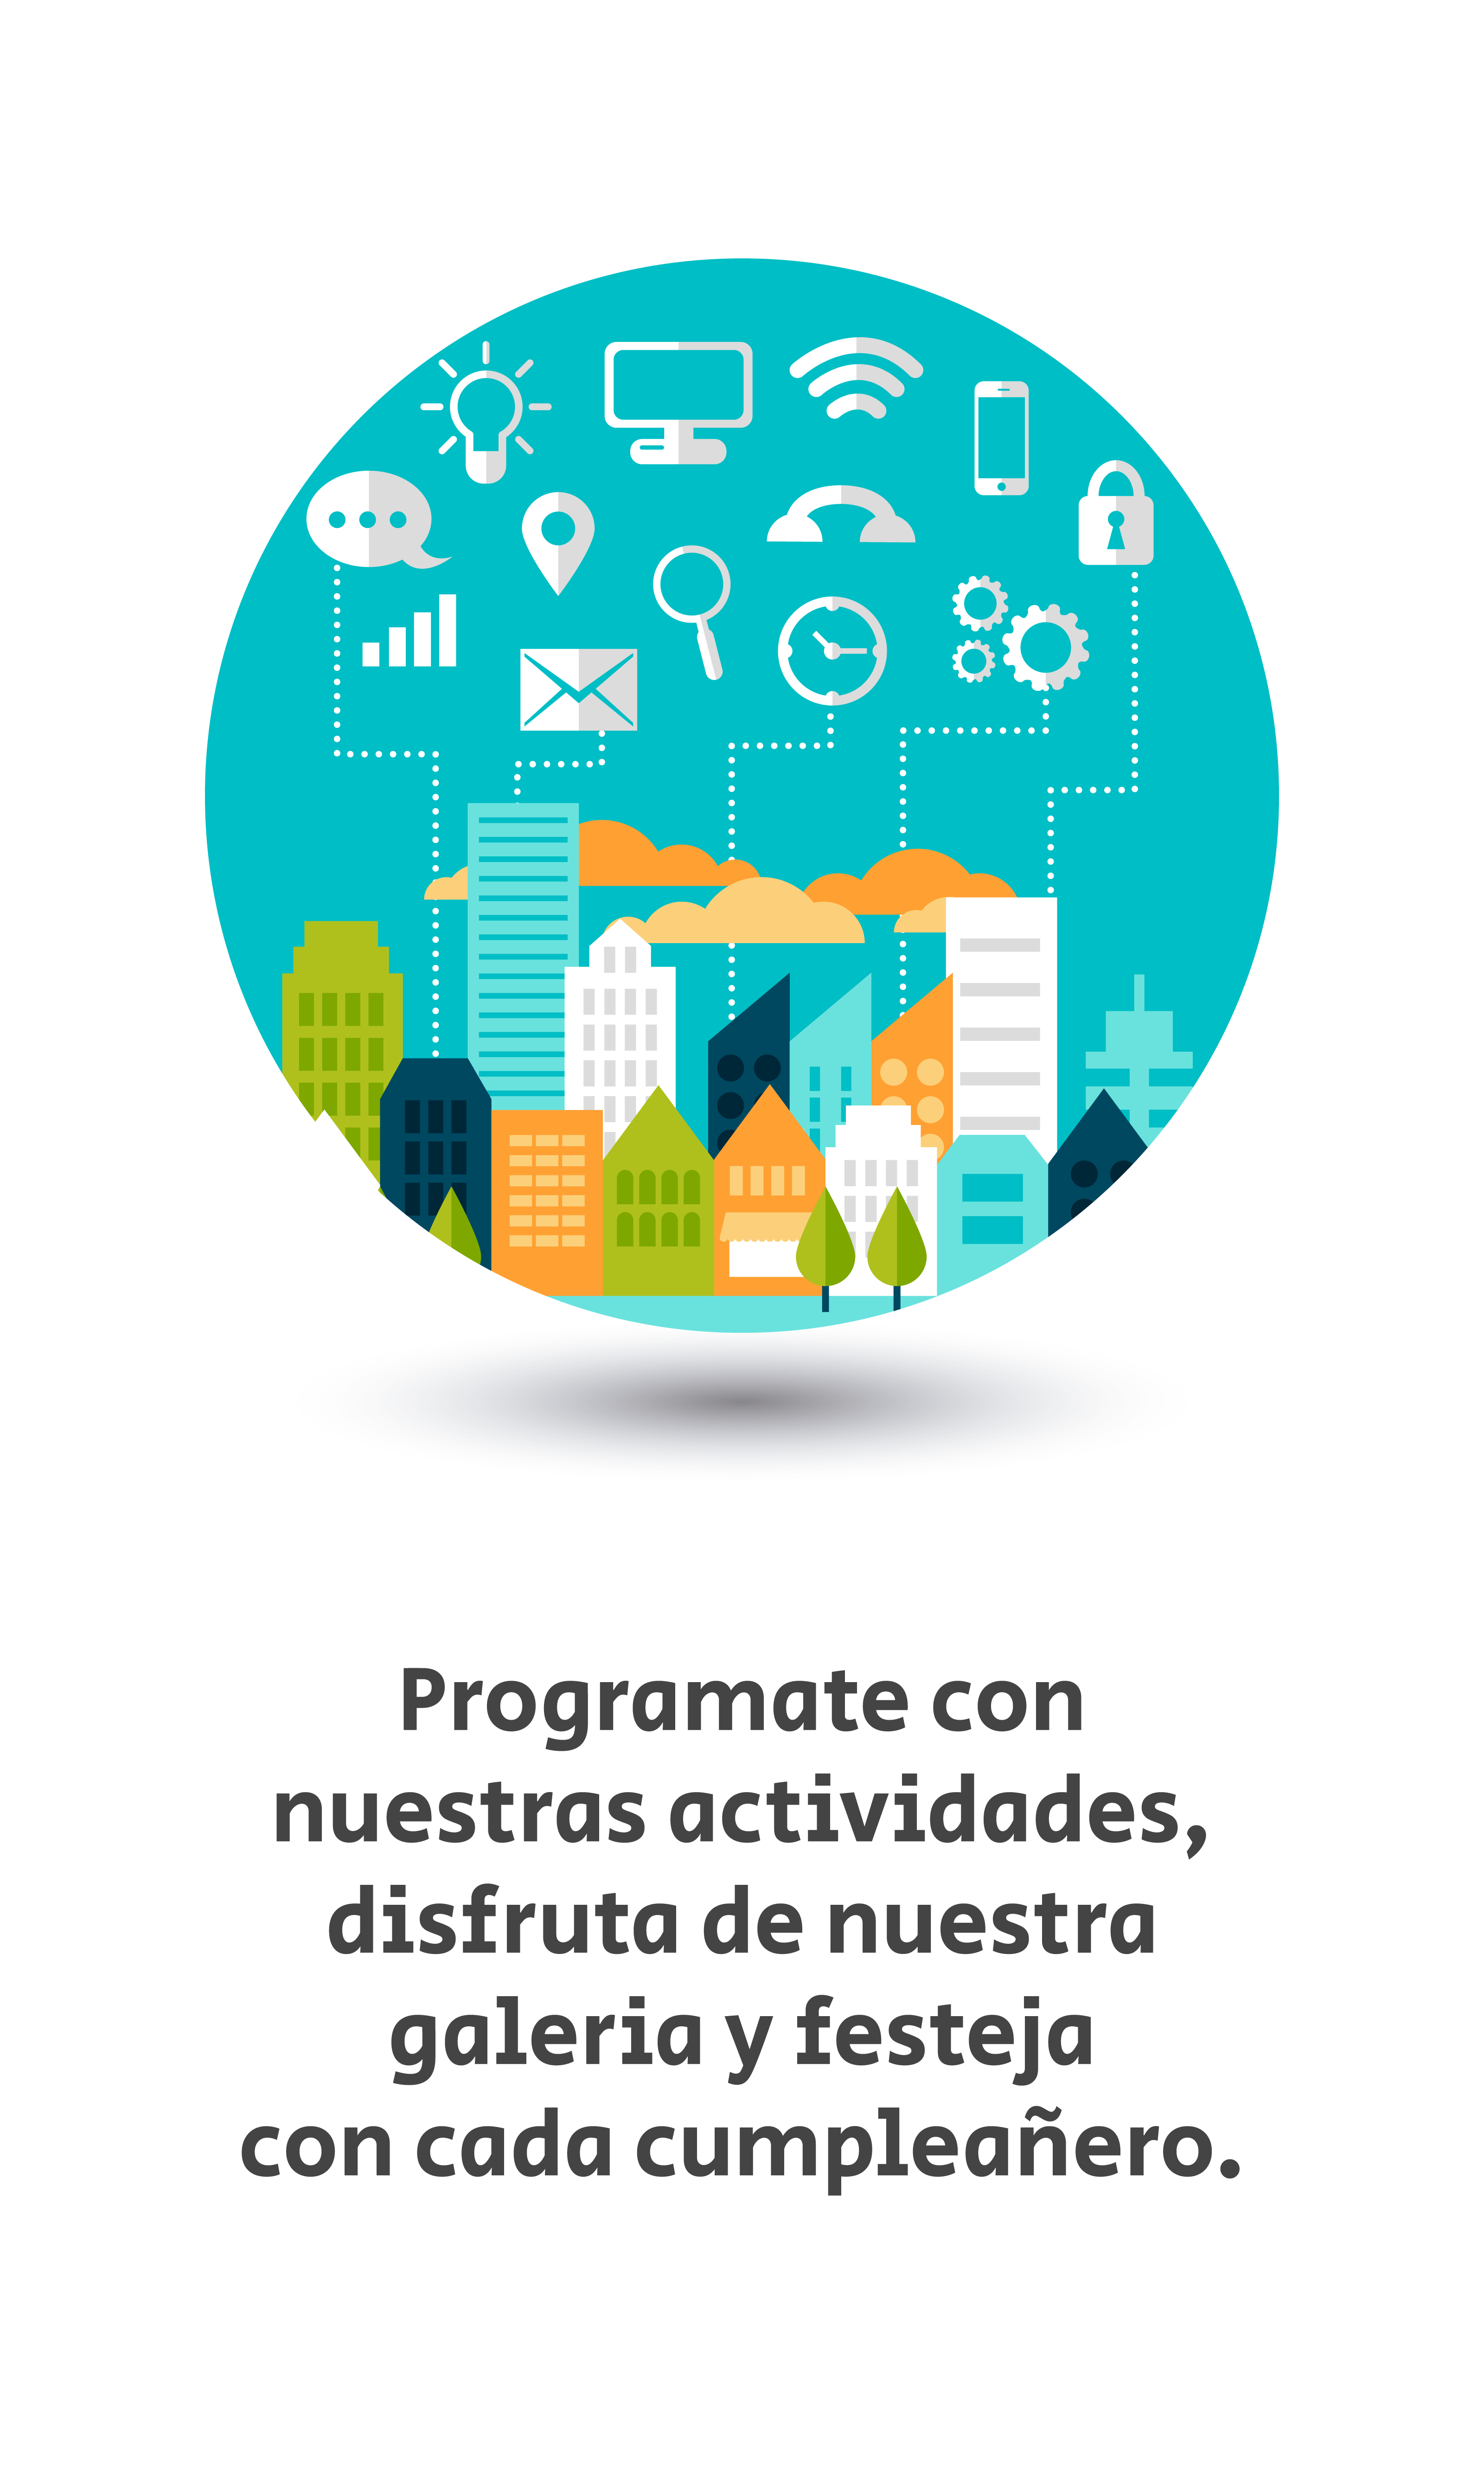 Programate con
nuestras actividades,
disfruta de nuestra
galeria y festeja
con cada cumpleañero.